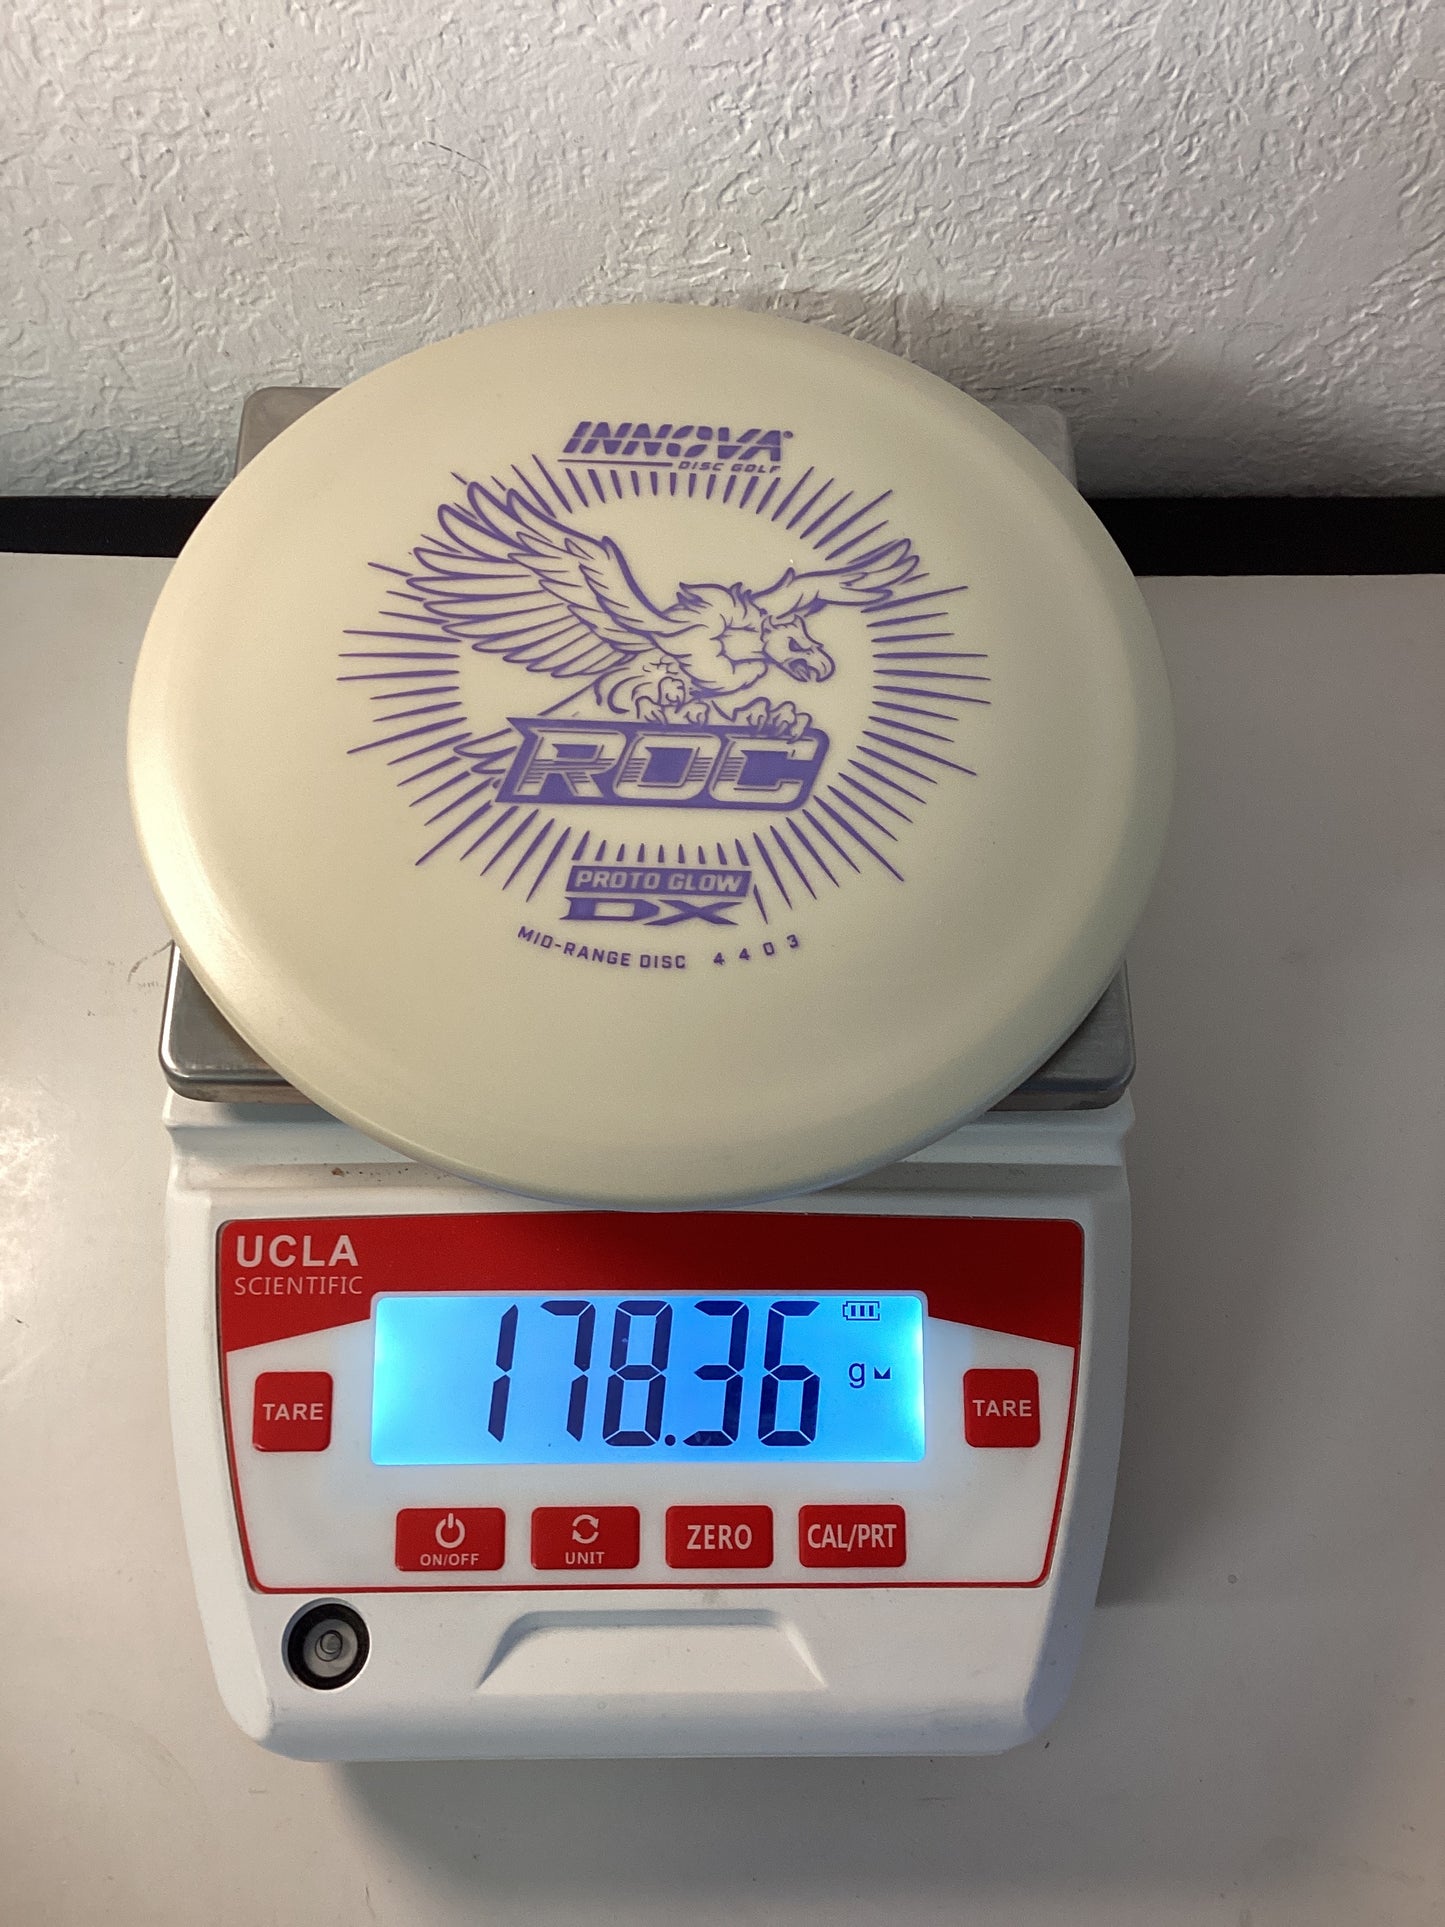 INNOVA®
DISC GOLF
ROC
PROTO GLOW
DX
MID-RANGE DISC 4 4 0 3
UCLA
SCIENTIFIC
178.36 g
TARE
TARE
ON/OFF
UNIT
ZERO
CAL/PRT